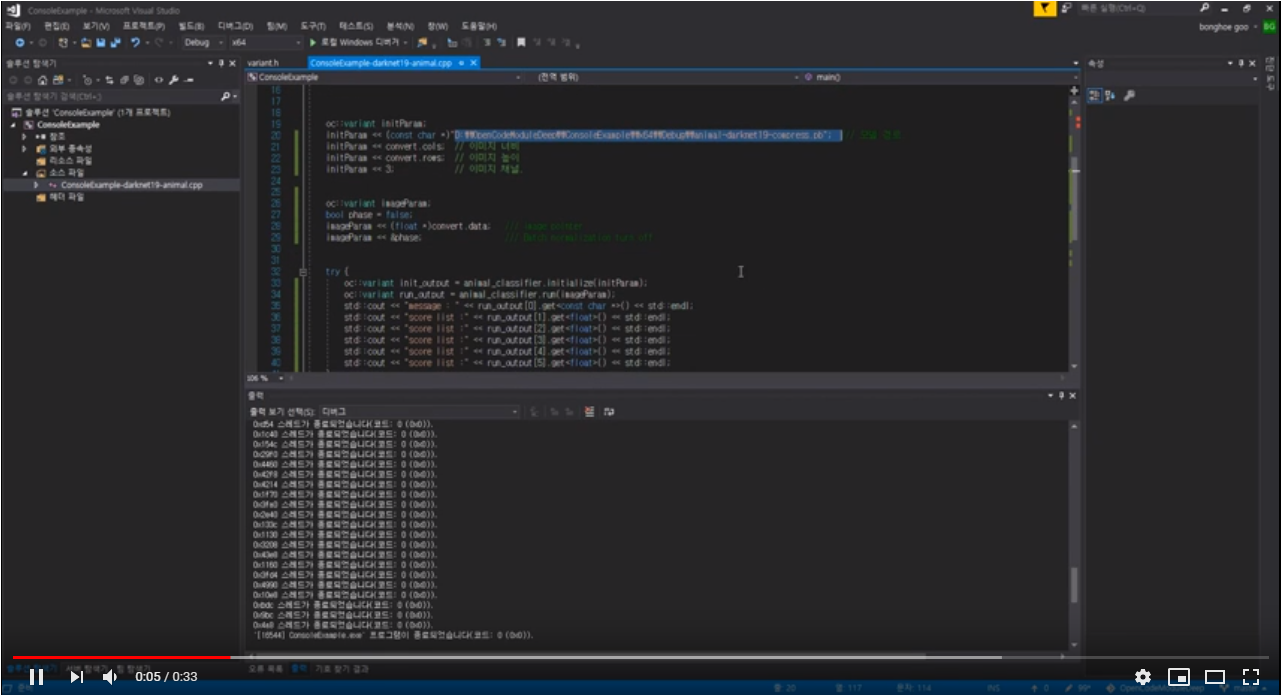 ConsoleExample - Microsoft Visual Studio
빠른 실행(Ctrl+Q)
파일(F) 편집(E) 보기(V) 프로젝트(P) 빌드(B) 디버그(D) 팀(M) 도구(T) 테스트(S) 분석(N) 창(W) 도움말(H)
bonghoe goo
BG
Debug x64 로컬 Windows 디버거
솔루션 탐색기
variant.h ConsoleExample-darknet19-animal.cpp
속성
ConsoleExample (전역 범위) main()
솔루션 탐색기 검색(Ctrl+;)
솔루션 'ConsoleExample' (1개 프로젝트)
ConsoleExample
참조
외부 종속성
리소스 파일
소스 파일
ConsoleExample-darknet19-animal.cpp
헤더 파일
16
17
18
19 oc::variant initParam;
20 initParam << (const char *)"D:\\OpenCodeModuleDeep\\ConsoleExample\\x64\\Debug\\animal-darknet19-compress.pb"; // 모델 경로
21 initParam << convert.cols; // 이미지 너비
22 initParam << convert.rows; // 이미지 높이
23 initParam << 3; // 이미지 채널.
24
25
26 oc::variant imageParam;
27 bool phase = false;
28 imageParam << (float *)convert.data; /// image pointer
29 imageParam << &phase; /// Batch normalization turn off
30
31
32 try {
33 oc::variant init_output = animal_classifier.initialize(initParam);
34 oc::variant run_output = animal_classifier.run(imageParam);
35 std::cout << "message : " << run_output[0].get<const char *>() << std::endl;
36 std::cout << "score list :" << run_output[1].get<float>() << std::endl;
37 std::cout << "score list :" << run_output[2].get<float>() << std::endl;
38 std::cout << "score list :" << run_output[3].get<float>() << std::endl;
39 std::cout << "score list :" << run_output[4].get<float>() << std::endl;
40 std::cout << "score list :" << run_output[5].get<float>() << std::endl;
106 %
출력
출력 보기 선택(S): 디버그
0xd54 스레드가 종료되었습니다(코드: 0 (0x0)).
0x1c40 스레드가 종료되었습니다(코드: 0 (0x0)).
0x154c 스레드가 종료되었습니다(코드: 0 (0x0)).
0x29f0 스레드가 종료되었습니다(코드: 0 (0x0)).
0x4460 스레드가 종료되었습니다(코드: 0 (0x0)).
0x42f8 스레드가 종료되었습니다(코드: 0 (0x0)).
0x4214 스레드가 종료되었습니다(코드: 0 (0x0)).
0x1f70 스레드가 종료되었습니다(코드: 0 (0x0)).
0x3fe0 스레드가 종료되었습니다(코드: 0 (0x0)).
0x2e40 스레드가 종료되었습니다(코드: 0 (0x0)).
0x133c 스레드가 종료되었습니다(코드: 0 (0x0)).
0x1130 스레드가 종료되었습니다(코드: 0 (0x0)).
0x3208 스레드가 종료되었습니다(코드: 0 (0x0)).
0x43e8 스레드가 종료되었습니다(코드: 0 (0x0)).
0x1160 스레드가 종료되었습니다(코드: 0 (0x0)).
0x3fd4 스레드가 종료되었습니다(코드: 0 (0x0)).
0x4990 스레드가 종료되었습니다(코드: 0 (0x0)).
0x10e8 스레드가 종료되었습니다(코드: 0 (0x0)).
0xbdc 스레드가 종료되었습니다(코드: 0 (0x0)).
0x9bc 스레드가 종료되었습니다(코드: 0 (0x0)).
0x4a8 스레드가 종료되었습니다(코드: 0 (0x0)).
'[16544] ConsoleExample.exe' 프로그램이 종료되었습니다(코드: 0 (0x0)).
솔루션 탐색기 팀 탐색기
오류 목록 출력 기호 찾기 결과
0:05 / 0:33
준비 줄 20 열 117 문자 114 INS 0 99+